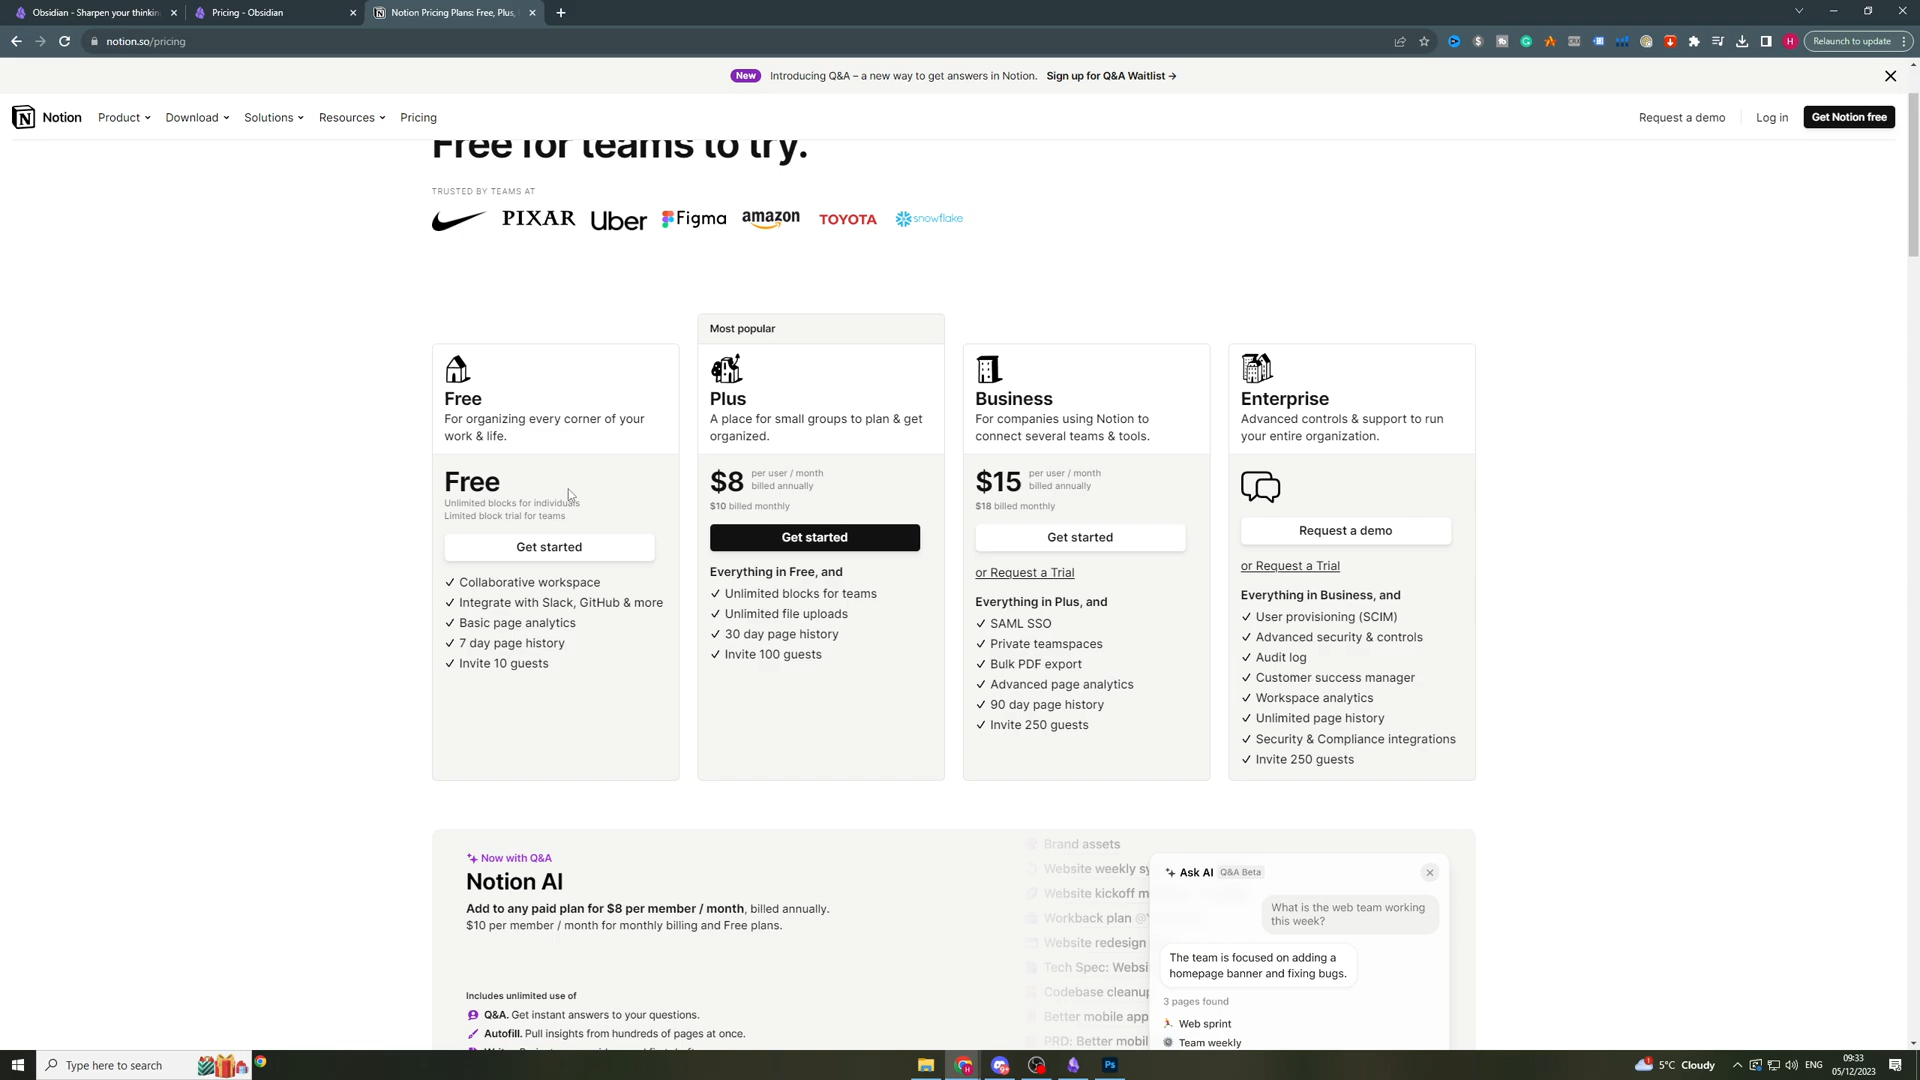 Obsidian - Sharpen your thinkin
Pricing - Obsidian
Notion Pricing Plans: Free, Plus,
notion.so/pricing
Relaunch to update
New Introducing Q&A – a new way to get answers in Notion. Sign up for Q&A Waitlist →
Notion Product Download Solutions Resources Pricing
Request a demo Log in Get Notion free
Free for teams to try.
TRUSTED BY TEAMS AT
PIXAR Uber Figma amazon TOYOTA snowflake
Free
For organizing every corner of your
work & life.
Free
Unlimited blocks for individuals
Limited block trial for teams
Get started
✓ Collaborative workspace
✓ Integrate with Slack, GitHub & more
✓ Basic page analytics
✓ 7 day page history
✓ Invite 10 guests
Most popular
Plus
A place for small groups to plan & get
organized.
$8 per user / month
billed annually
$10 billed monthly
Get started
Everything in Free, and
✓ Unlimited blocks for teams
✓ Unlimited file uploads
✓ 30 day page history
✓ Invite 100 guests
Business
For companies using Notion to
connect several teams & tools.
$15 per user / month
billed annually
$18 billed monthly
Get started
or Request a Trial
Everything in Plus, and
✓ SAML SSO
✓ Private teamspaces
✓ Bulk PDF export
✓ Advanced page analytics
✓ 90 day page history
✓ Invite 250 guests
Enterprise
Advanced controls & support to run
your entire organization.
Request a demo
or Request a Trial
Everything in Business, and
✓ User provisioning (SCIM)
✓ Advanced security & controls
✓ Audit log
✓ Customer success manager
✓ Workspace analytics
✓ Unlimited page history
✓ Security & Compliance integrations
✓ Invite 250 guests
Now with Q&A
Notion AI
Add to any paid plan for $8 per member / month, billed annually.
$10 per member / month for monthly billing and Free plans.
Includes unlimited use of
Q&A. Get instant answers to your questions.
Autofill. Pull insights from hundreds of pages at once.
Brand assets
Website weekly sy
Website kickoff m
Workback plan @
Website redesign
Tech Spec: Websi
Codebase cleanup
Better mobile app
PRD: Better mobil
Ask AI Q&A Beta
What is the web team working
this week?
The team is focused on adding a
homepage banner and fixing bugs.
3 pages found
Web sprint
Team weekly
Type here to search
5°C Cloudy
ENG
09:33
05/12/2023